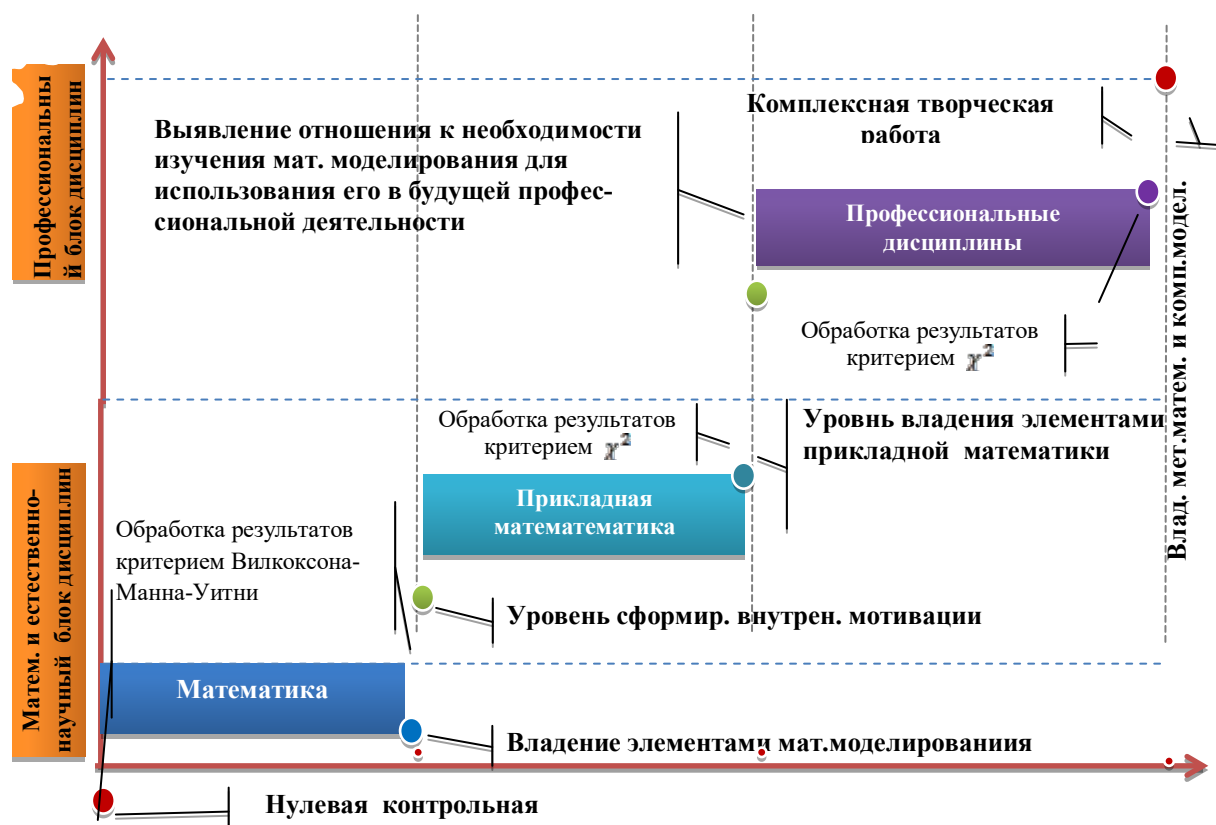 Профессиональны
й блок дисциплин
Комплексная творческая
работа
Выявление отношения к необходимости
изучения мат. моделирования для
использования его в будущей профес-
сиональной деятельности
Профессиональные
дисциплины
Обработка результатов
критерием χ²
Влад. мет.матем. и комп.модел.
Обработка результатов
критерием χ²
Уровнь владения элементами
прикладной математики
Матем. и естественно-
научный блок дисциплин
Прикладная
математематика
Обработка результатов
критерием Вилкоксона-
Манна-Уитни
Уровень сформир. внутрен. мотивации
Математика
Владение элементами мат.моделированиия
Нулевая контрольная